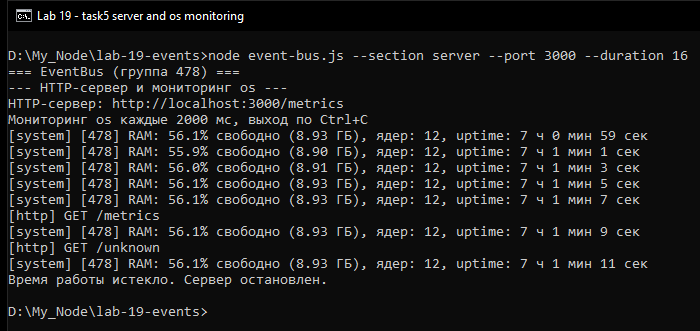 Lab 19 - task5 server and os monitoring
D:\My_Node\lab-19-events>node event-bus.js --section server --port 3000 --duration 16
=== EventBus (группа 478) ===
--- HTTP-сервер и мониторинг os ---
HTTP-сервер: http://localhost:3000/metrics
Мониторинг os каждые 2000 мс, выход по Ctrl+C
[system] [478] RAM: 56.1% свободно (8.93 ГБ), ядер: 12, uptime: 7 ч 0 мин 59 сек
[system] [478] RAM: 55.9% свободно (8.90 ГБ), ядер: 12, uptime: 7 ч 1 мин 1 сек
[system] [478] RAM: 56.0% свободно (8.91 ГБ), ядер: 12, uptime: 7 ч 1 мин 3 сек
[system] [478] RAM: 56.1% свободно (8.93 ГБ), ядер: 12, uptime: 7 ч 1 мин 5 сек
[system] [478] RAM: 56.1% свободно (8.93 ГБ), ядер: 12, uptime: 7 ч 1 мин 7 сек
[http] GET /metrics
[system] [478] RAM: 56.1% свободно (8.93 ГБ), ядер: 12, uptime: 7 ч 1 мин 9 сек
[http] GET /unknown
[system] [478] RAM: 56.1% свободно (8.93 ГБ), ядер: 12, uptime: 7 ч 1 мин 11 сек
Время работы истекло. Сервер остановлен.
D:\My_Node\lab-19-events>